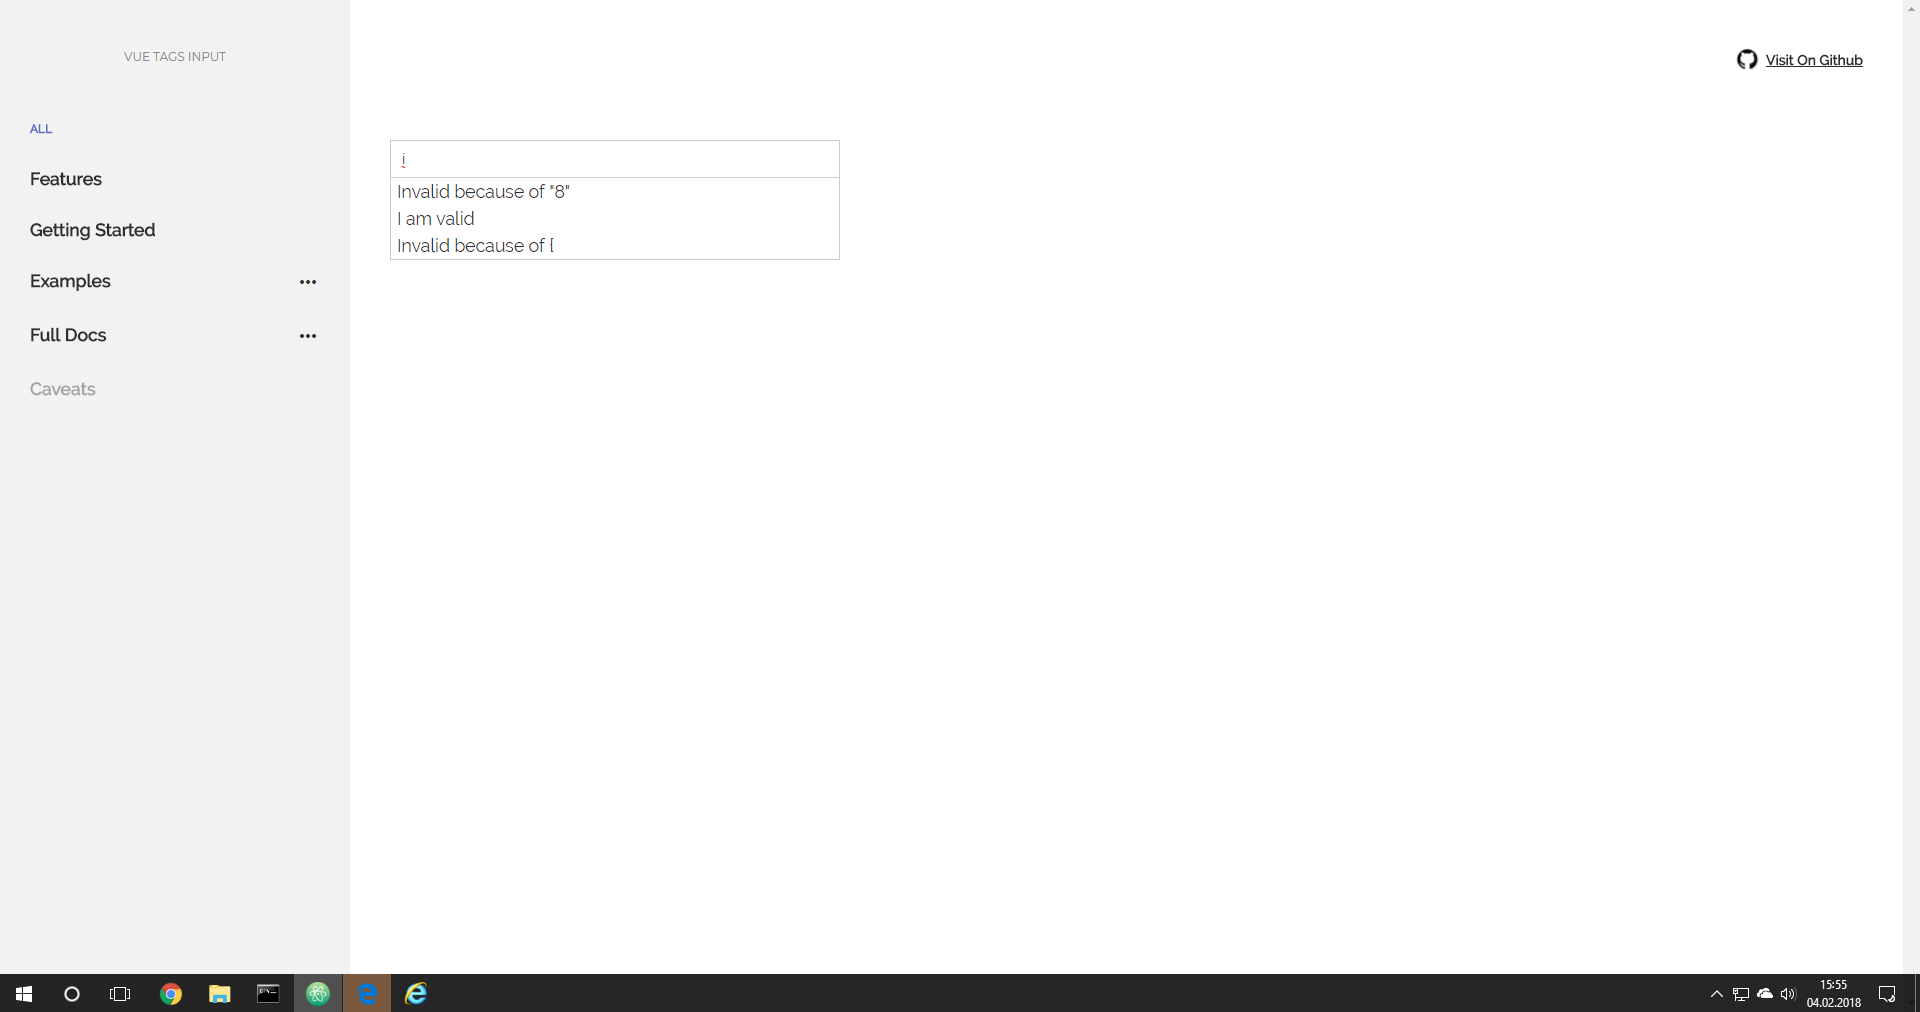 VUE TAGS INPUT
Visit On Github
ALL
Features
Getting Started
Examples
Full Docs
Caveats
i
Invalid because of "8"
I am valid
Invalid because of {
15:55
04.02.2018